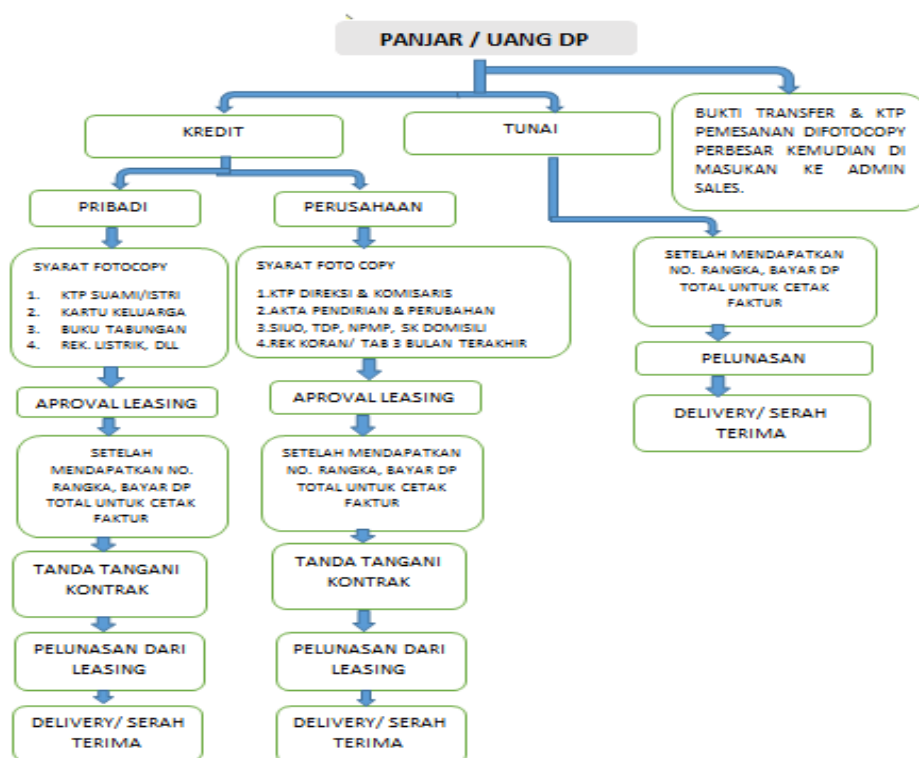 PANJAR / UANG DP
KREDIT
TUNAI
BUKTI TRANSFER & KTP
PEMESANAN DIFOTOCOPY
PERBESAR KEMUDIAN DI
MASUKAN KE ADMIN
SALES.
PRIBADI
PERUSAHAAN
SYARAT FOTOCOPY
1. KTP SUAMI/ISTRI
2. KARTU KELUARGA
3. BUKU TABUNGAN
4. REK. LISTRIK, DLL
SYARAT FOTO COPY
1.KTP DIREKSI & KOMISARIS
2.AKTA PENDIRIAN & PERUBAHAN
3.SIUO, TDP, NPMP, SK DOMISILI
4.REK KORAN/ TAB 3 BULAN TERAKHIR
SETELAH MENDAPATKAN
NO. RANGKA, BAYAR DP
TOTAL UNTUK CETAK
FAKTUR
PELUNASAN
DELIVERY/ SERAH
TERIMA
APROVAL LEASING
APROVAL LEASING
SETELAH
MENDAPATKAN NO.
RANGKA, BAYAR DP
TOTAL UNTUK CETAK
FAKTUR
SETELAH MENDAPATKAN
NO. RANGKA, BAYAR DP
TOTAL UNTUK CETAK
FAKTUR
TANDA TANGANI
KONTRAK
TANDA TANGANI
KONTRAK
PELUNASAN DARI
LEASING
PELUNASAN DARI
LEASING
DELIVERY/ SERAH
TERIMA
DELIVERY/ SERAH
TERIMA